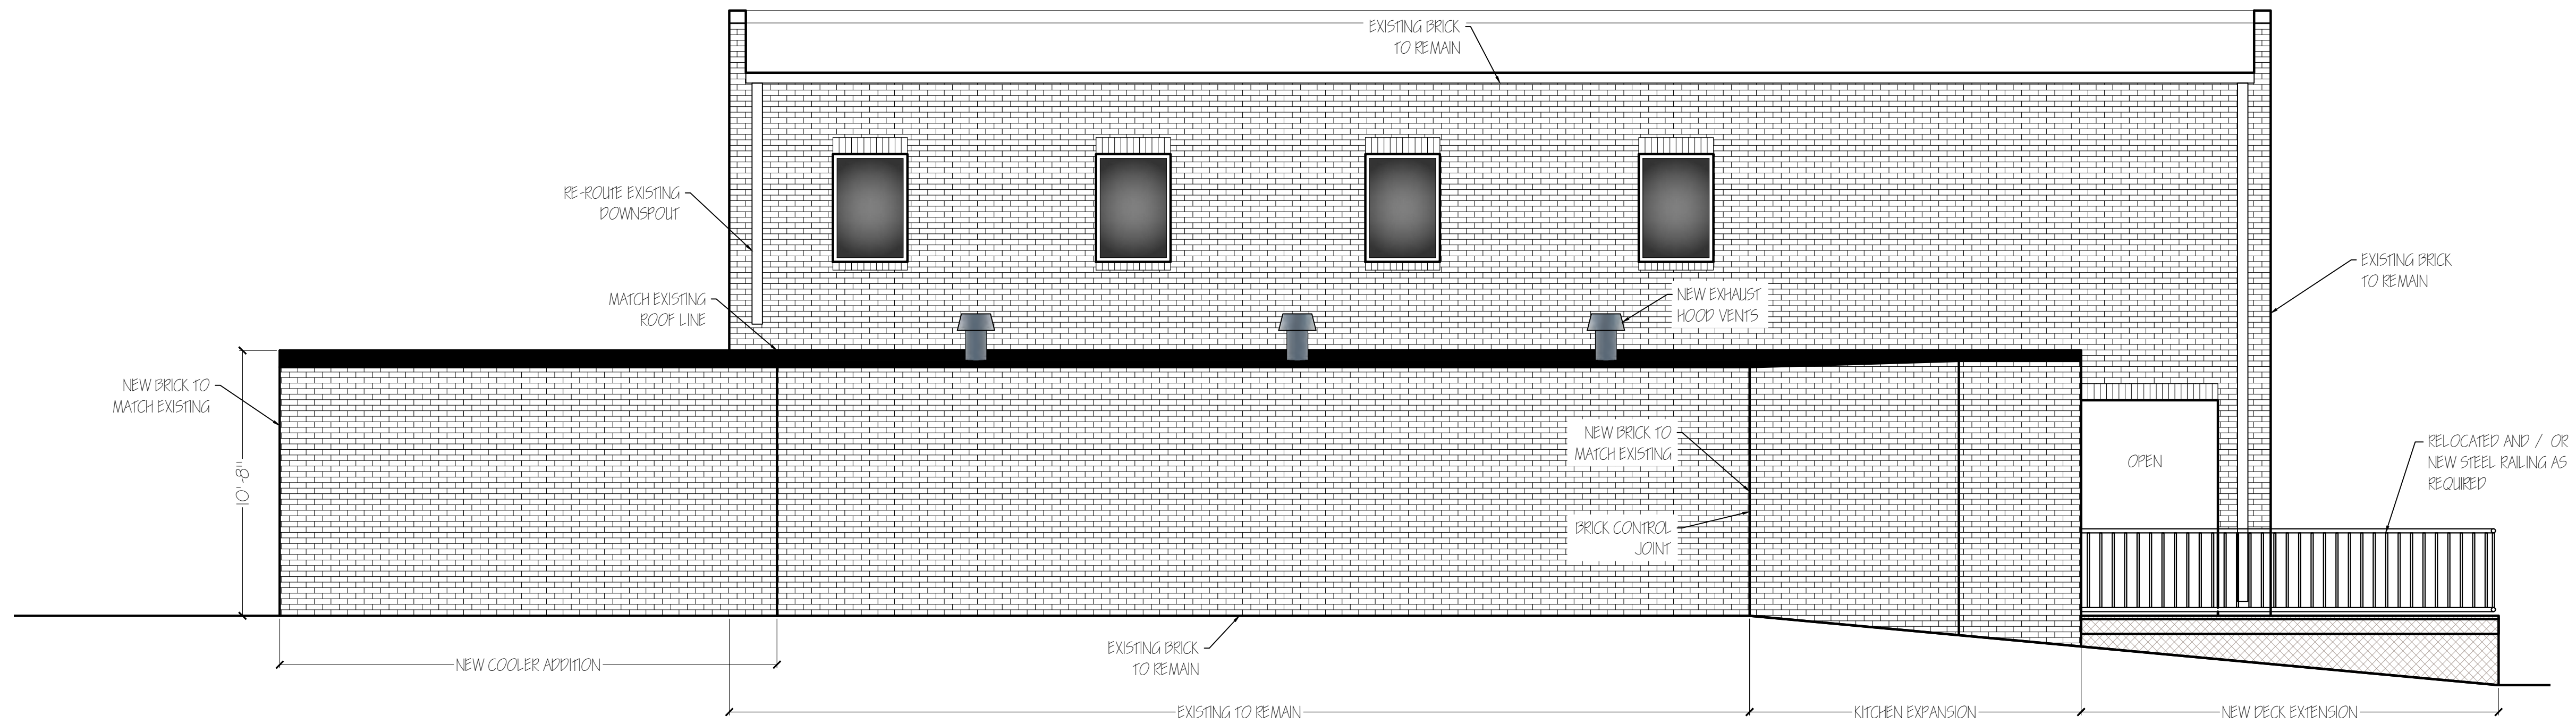 EXISTING BRICK
TO REMAIN
RE-ROUTE EXISTING
DOWNSPOUT
MATCH EXISTING
ROOF LINE
NEW EXHAUST
HOOD VENTS
EXISTING BRICK
TO REMAIN
NEW BRICK TO
MATCH EXISTING
10'-8"
NEW BRICK TO
MATCH EXISTING
BRICK CONTROL
JOINT
OPEN
RELOCATED AND / OR
NEW STEEL RAILING AS
REQUIRED
EXISTING BRICK
TO REMAIN
NEW COOLER ADDITION
EXISTING TO REMAIN
KITCHEN EXPANSION
NEW DECK EXTENSION